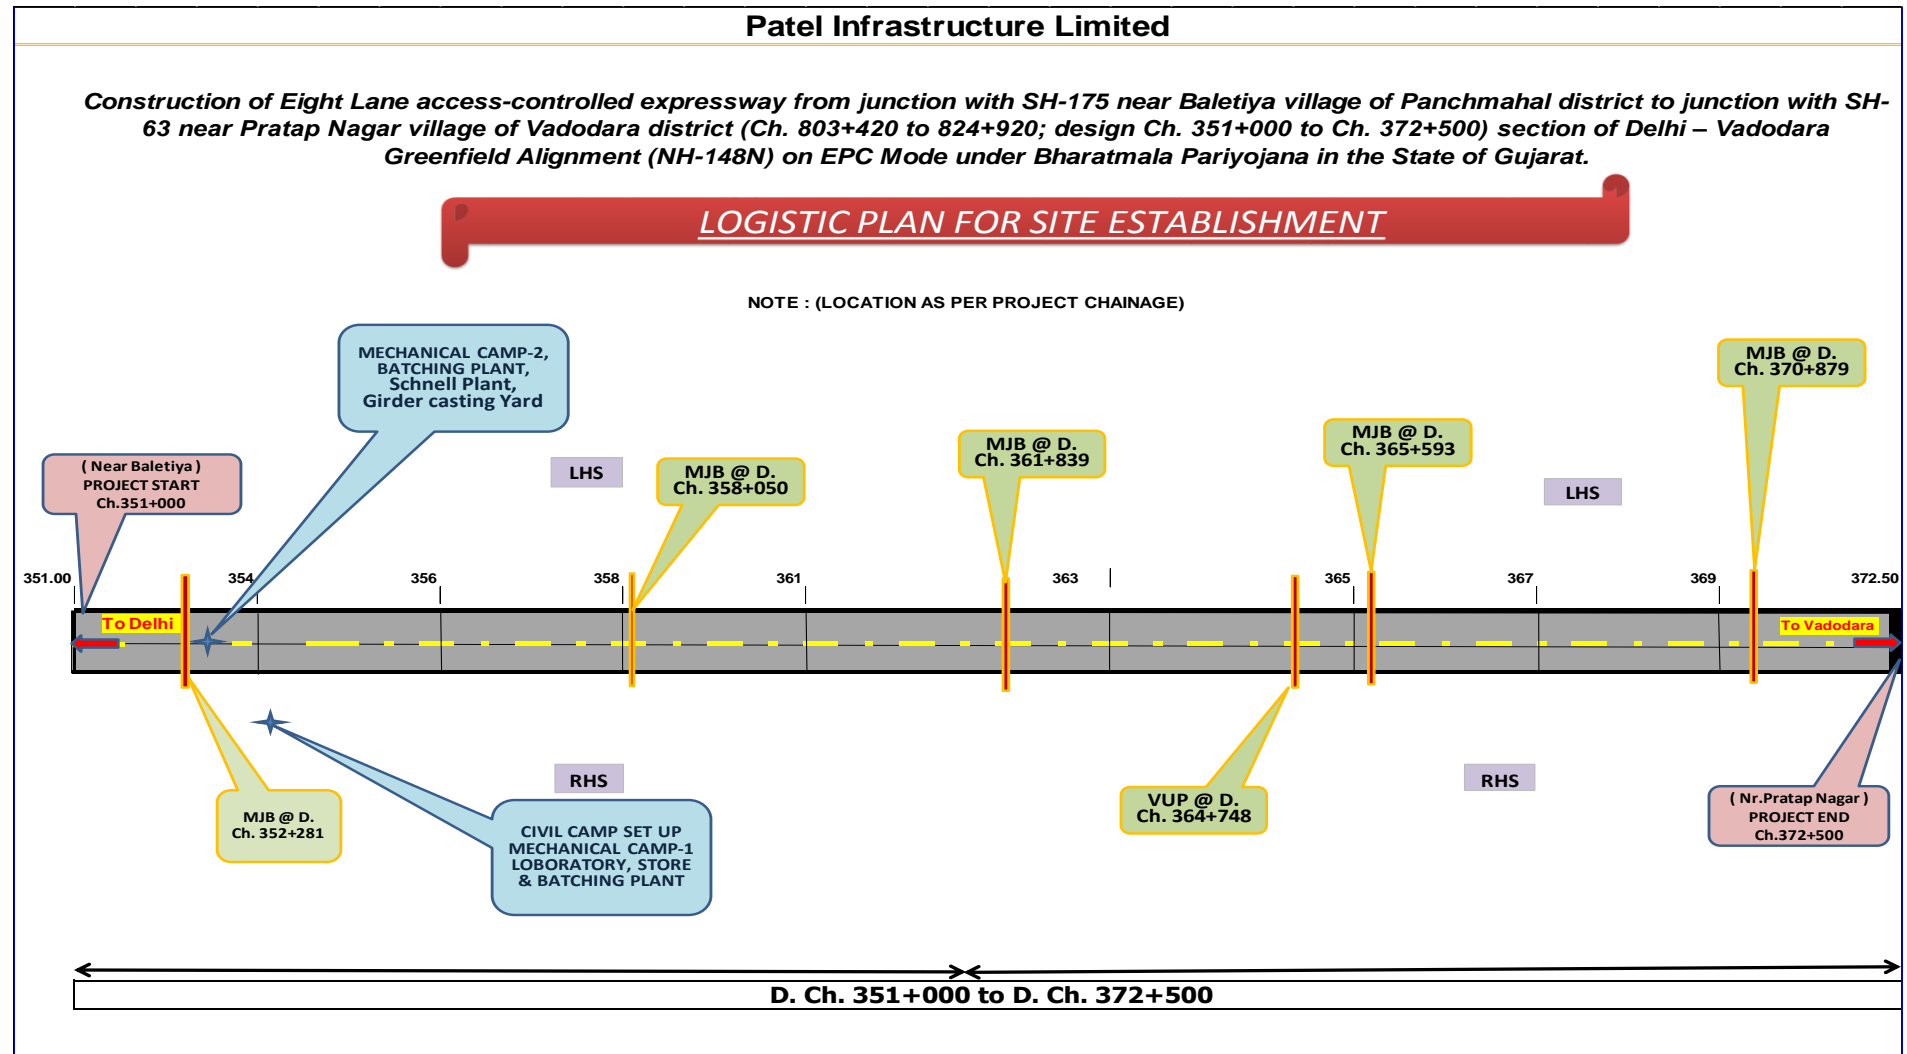 Patel Infrastructure Limited
Construction of Eight Lane access-controlled expressway from junction with SH-175 near Baletiya village of Panchmahal district to junction with SH-
63 near Pratap Nagar village of Vadodara district (Ch. 803+420 to 824+920; design Ch. 351+000 to Ch. 372+500) section of Delhi – Vadodara
Greenfield Alignment (NH-148N) on EPC Mode under Bharatmala Pariyojana in the State of Gujarat.
LOGISTIC PLAN FOR SITE ESTABLISHMENT
NOTE : (LOCATION AS PER PROJECT CHAINAGE)
MECHANICAL CAMP-2,
BATCHING PLANT,
Schnell Plant,
Girder casting Yard
MJB @ D.
Ch. 370+879
MJB @ D.
Ch. 365+593
MJB @ D.
Ch. 361+839
( Near Baletiya )
PROJECT START
Ch.351+000
LHS
MJB @ D.
Ch. 358+050
LHS
351.00
354
356
358
361
363
365
367
369
372.50
To Delhi
To Vadodara
MJB @ D.
Ch. 352+281
RHS
CIVIL CAMP SET UP
MECHANICAL CAMP-1
LOBORATORY, STORE
& BATCHING PLANT
VUP @ D.
Ch. 364+748
RHS
( Nr.Pratap Nagar )
PROJECT END
Ch.372+500
D. Ch. 351+000 to D. Ch. 372+500